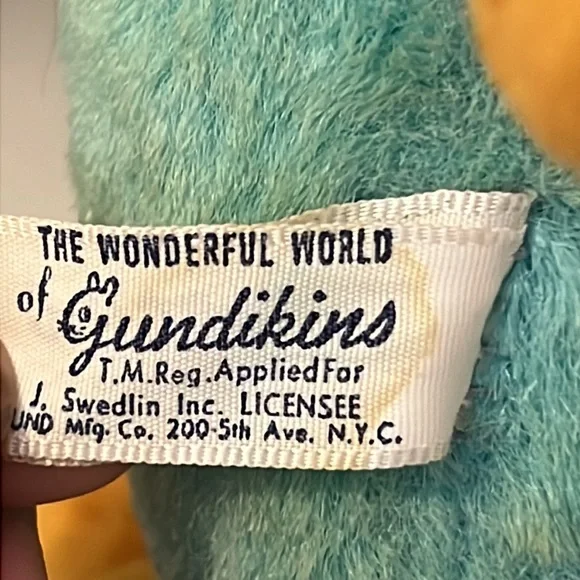 THE WONDERFUL WORLD
of Gundikins
T.M.Reg.Applied For
J. Swedlin Inc. LICENSEE
UND Mfg. Co. 200-5th Ave. N.Y.C.